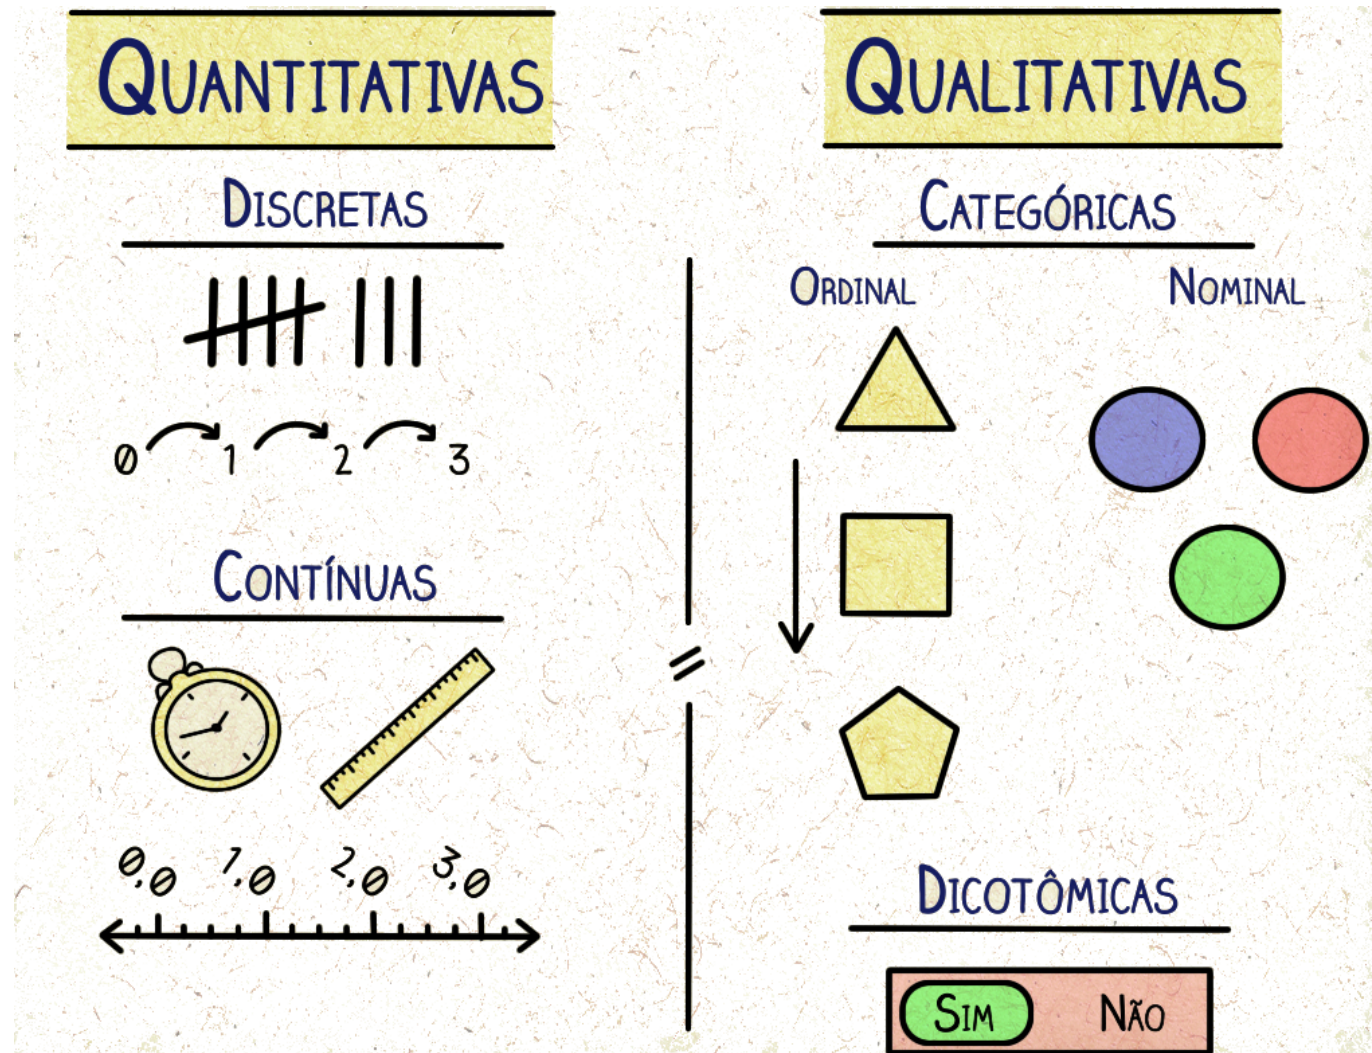 QUANTITATIVAS
DISCRETAS
0 1 2 3
CONTÍNUAS
0,0 1,0 2,0 3,0
QUALITATIVAS
CATEGÓRICAS
ORDINAL NOMINAL
DICOTÔMICAS
SIM NÃO